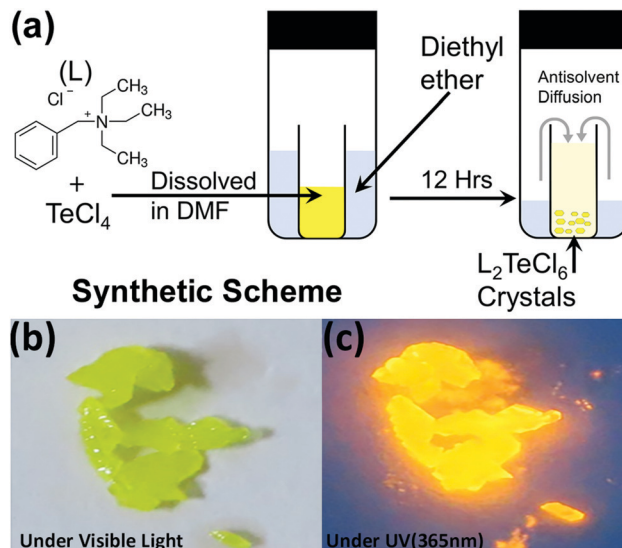 (a)
(L)
Cl⁻
CH₃
N⁺
CH₃
CH₃
+
TeCl₄
Dissolved
in DMF
Diethyl
ether
12 Hrs
Antisolvent
Diffusion
L₂TeCl₆
Crystals
Synthetic Scheme
(b)
Under Visible Light
(c)
Under UV(365nm)